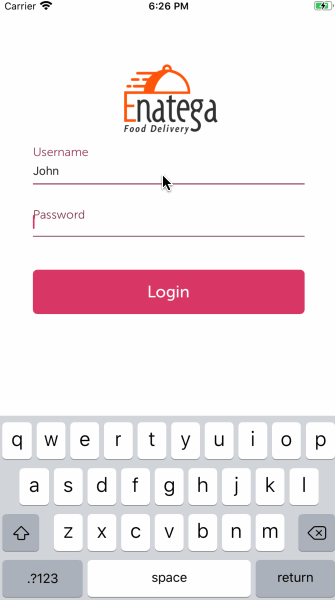 Carrier 6:26 PM
Enatega
Food Delivery
Username
John
Password
Login
q w e r t y u i o p
a s d f g h j k l
z x c v b n m
.?123 space return